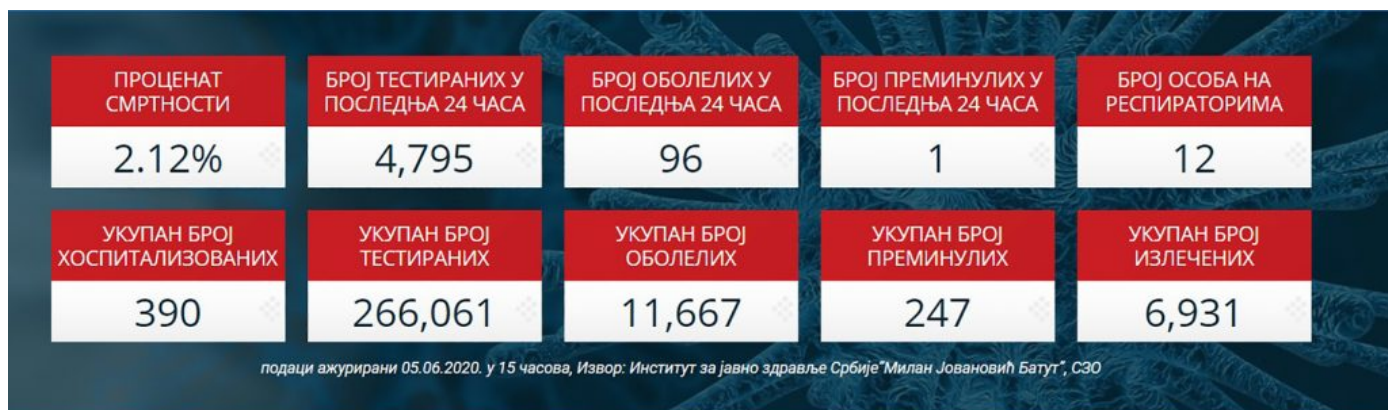 ПРОЦЕНАТ
СМРТНОСТИ
2.12%
БРОЈ ТЕСТИРАНИХ У
ПОСЛЕДЊА 24 ЧАСА
4,795
БРОЈ ОБОЛЕЛИХ У
ПОСЛЕДЊА 24 ЧАСА
96
БРОЈ ПРЕМИНУЛИХ У
ПОСЛЕДЊА 24 ЧАСА
1
БРОЈ ОСОБА НА
РЕСПИРАТОРИМА
12
УКУПАН БРОЈ
ХОСПИТАЛИЗОВАНИХ
390
УКУПАН БРОЈ
ТЕСТИРАНИХ
266,061
УКУПАН БРОЈ
ОБОЛЕЛИХ
11,667
УКУПАН БРОЈ
ПРЕМИНУЛИХ
247
УКУПАН БРОЈ
ИЗЛЕЧЕНИХ
6,931
подаци ажурирани 05.06.2020. у 15 часова, Извор: Институт за јавно здравље Србије"Милан Јовановић Батут", СЗО